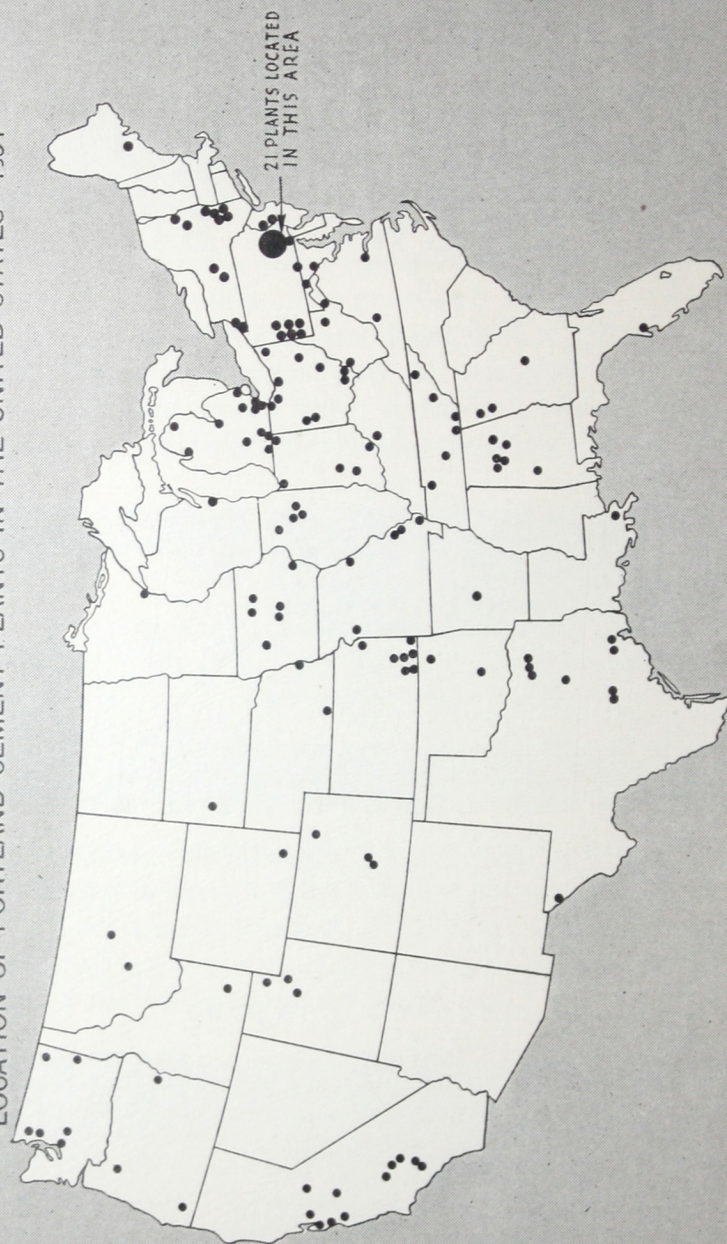 LOCATION OF PORTLAND CEMENT PLANTS IN THE UNITED STATES
21 PLANTS LOCATED
IN THIS AREA